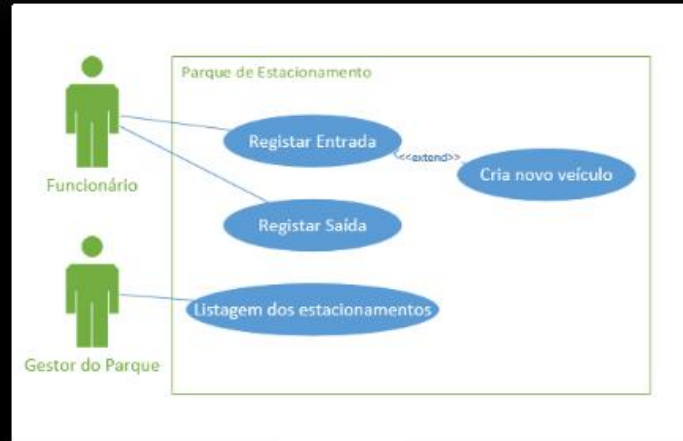 Parque de Estacionamento
Registar Entrada
<<extend>>
Cria novo veículo
Funcionário
Registar Saída
Listagem dos estacionamentos
Gestor do Parque